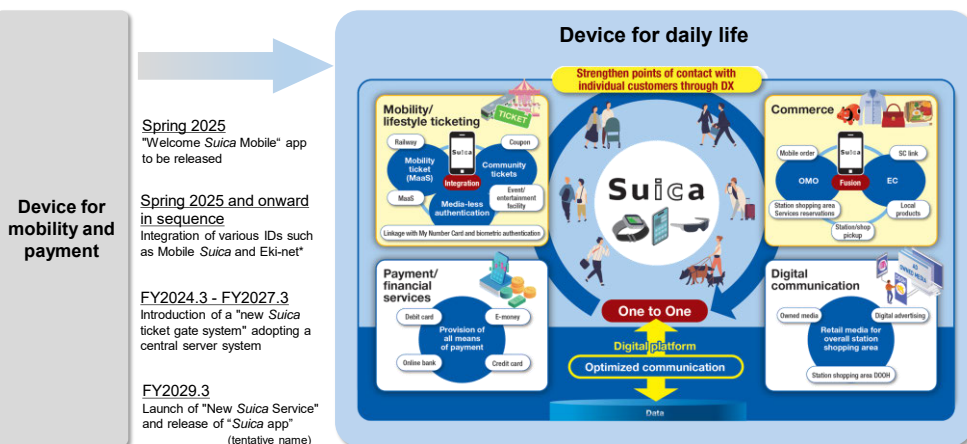 Device for
mobility and
payment
Spring 2025
"Welcome Suica Mobile“ app
to be released
Spring 2025 and onward
in sequence
Integration of various IDs such
as Mobile Suica and Eki-net*
FY2024.3 - FY2027.3
Introduction of a "new Suica
ticket gate system" adopting a
central server system
FY2029.3
Launch of "New Suica Service"
and release of “Suica app”
(tentative name)
Device for daily life
Strengthen points of contact with
individual customers through DX
Mobility/
lifestyle ticketing
TICKET
Railway
Suica
Coupon
Mobility
ticket
(MaaS)
Community
tickets
Integration
MaaS
Media-less
authentication
Event/
entertainment
facility
Linkage with My Number Card and biometric authentication
Commerce
Mobile order
Suica
SC link
OMO
Fusion
EC
Station shopping area
Services reservations
Local
products
Station/shop
pickup
Suica
Payment/
financial
services
Debit card
E-money
Provision of
all means
of payment
Online bank
Credit card
Digital
communication
AD
OWNED MEDIA
Owned media
Digital advertising
Retail media for
overall station
shopping area
Station shopping area DOOH
One to One
Digital platform
Optimized communication
Data